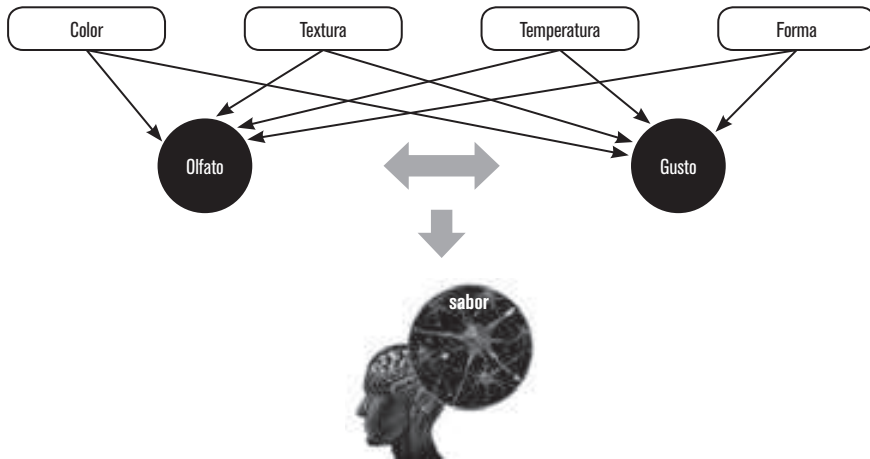 Color
Textura
Temperatura
Forma
Olfato
Gusto
sabor